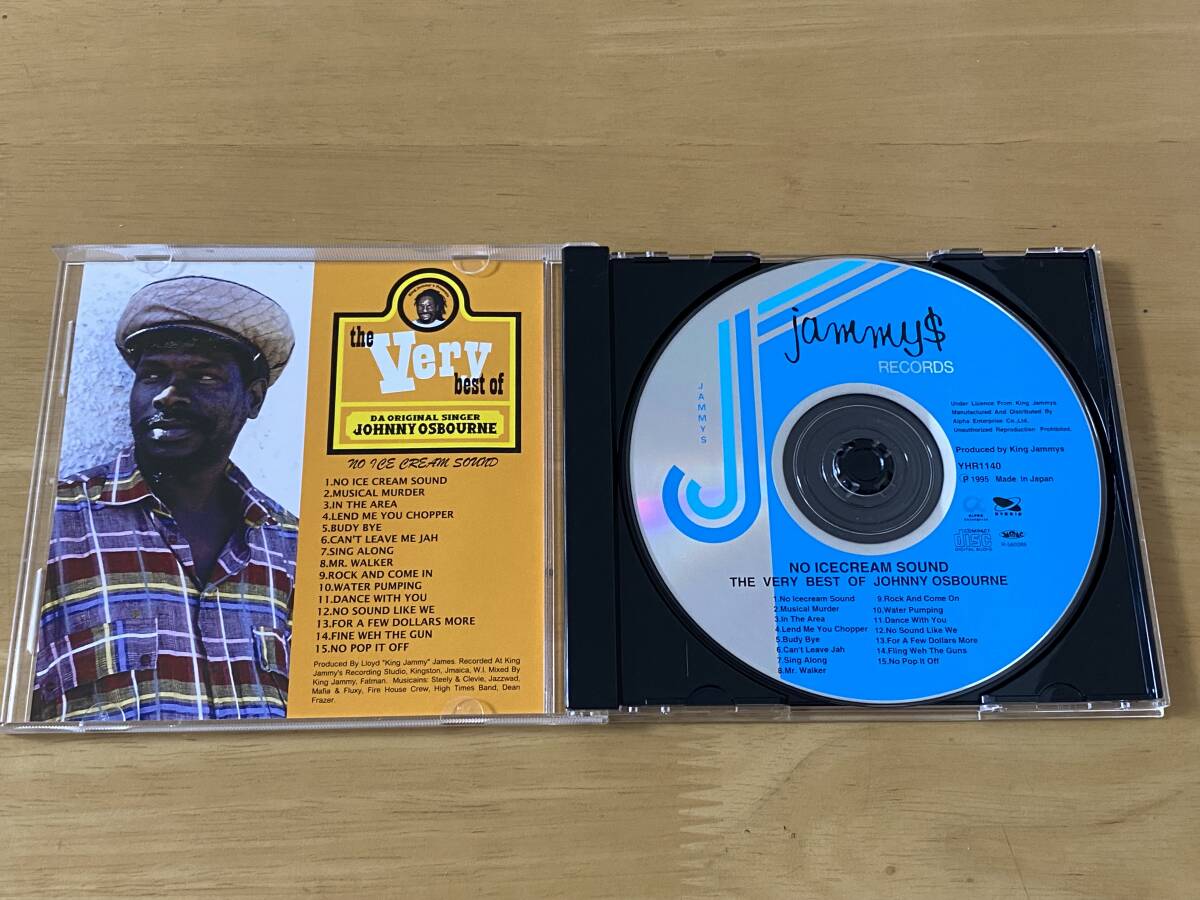 the
Very
best of
DA ORIGINAL SINGER
JOHNNY OSBOURNE
NO ICE CREAM SOUND
1.NO ICE CREAM SOUND
2.MUSICAL MURDER
3.IN THE AREA
4.LEND ME YOU CHOPPER
5.BUDY BYE
6.CAN'T LEAVE ME JAH
7.SING ALONG
8.MR. WALKER
9.ROCK AND COME IN
10.WATER PUMPING
11.DANCE WITH YOU
12.NO SOUND LIKE WE
13.FOR A FEW DOLLARS MORE
14.FINE WEH THE GUN
15.NO POP IT OFF
Produced By Lloyd "King Jammy" James. Recorded At King
Jammy's Recording Studio, Kingston, Jmaica, W.I. Mixed By
King Jammy, Fatman. Musicains: Steely & Clevie, Jazzwad,
Mafia & Fluxy, Fire House Crew, High Times Band, Dean
Frazer.
JAMMYS
jammy$
RECORDS
Under Licence From King Jammys.
Manufactured And Distributed By
Alpha Enterprise Co.,Ltd.
Unauthorized Reproduction Prohibited.
Produced by King Jammys
YHR1140
Ⓟ 1995 Made In Japan
COMPACT
disc
DIGITAL AUDIO
NO ICECREAM SOUND
THE VERY BEST OF JOHNNY OSBOURNE
1.No Icecream Sound
2.Musical Murder
3.In The Area
4.Lend Me You Chopper
5.Budy Bye
6.Can't Leave Jah
7.Sing Along
8.Mr. Walker
9.Rock And Come On
10.Water Pumping
11.Dance With You
12.No Sound Like We
13.For A Few Dollars More
14.Fling Weh The Guns
15.No Pop It Off